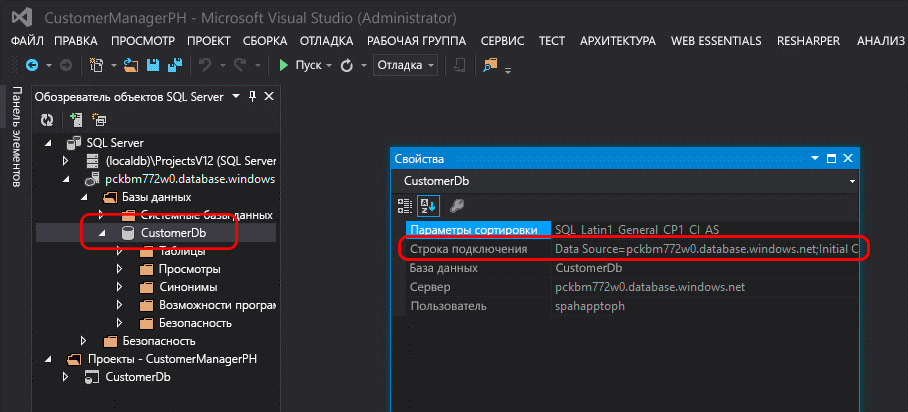 CustomerManagerPH - Microsoft Visual Studio (Administrator)
ФАЙЛ ПРАВКА ПРОСМОТР ПРОЕКТ СБОРКА ОТЛАДКА РАБОЧАЯ ГРУППА СЕРВИС ТЕСТ АРХИТЕКТУРА WEB ESSENTIALS RESHARPER АНАЛИЗ
Пуск Отладка
Панель элементов
Обозреватель объектов SQL Server
SQL Server
(localdb)\ProjectsV12 (SQL Server
pckbm772w0.database.windows
Базы данных
Системные базы данных
CustomerDb
Таблицы
Просмотры
Синонимы
Возможности програм
Безопасность
Безопасность
Проекты - CustomerManagerPH
CustomerDb
Свойства
CustomerDb
Параметры сортировки SQL_Latin1_General_CP1_CI_AS
Строка подключения Data Source=pckbm772w0.database.windows.net;Initial C
База данных CustomerDb
Сервер pckbm772w0.database.windows.net
Пользователь spahapptoph